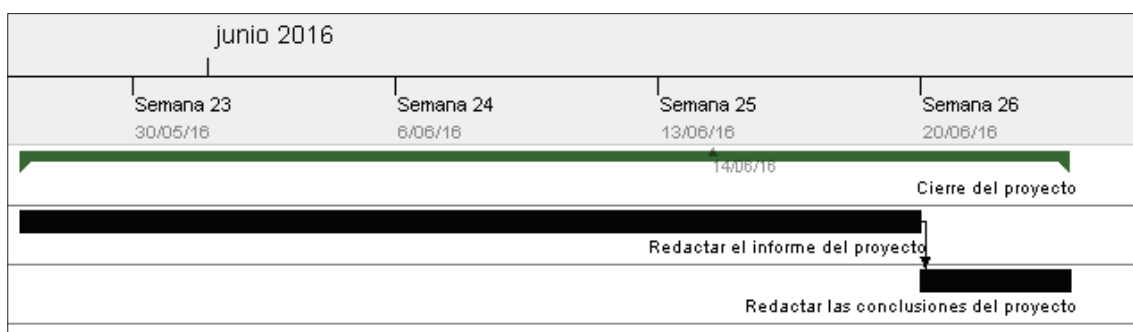 junio 2016
Semana 23 Semana 24 Semana 25 Semana 26
30/05/16 6/06/16 13/06/16 20/06/16
14/06/16
Cierre del proyecto
Redactar el informe del proyecto
Redactar las conclusiones del proyecto